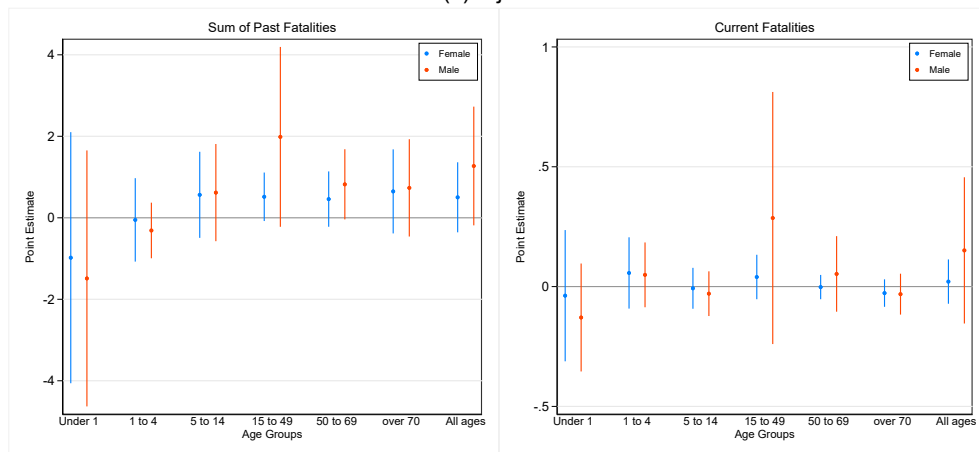 Sum of Past Fatalities
Female
Male
4
2
0
-2
-4
Point Estimate
Under 1
1 to 4
5 to 14
15 to 49
50 to 69
over 70
All ages
Age Groups
Current Fatalities
Female
Male
1
.5
0
-.5
Point Estimate
Under 1
1 to 4
5 to 14
15 to 49
50 to 69
over 70
All ages
Age Groups